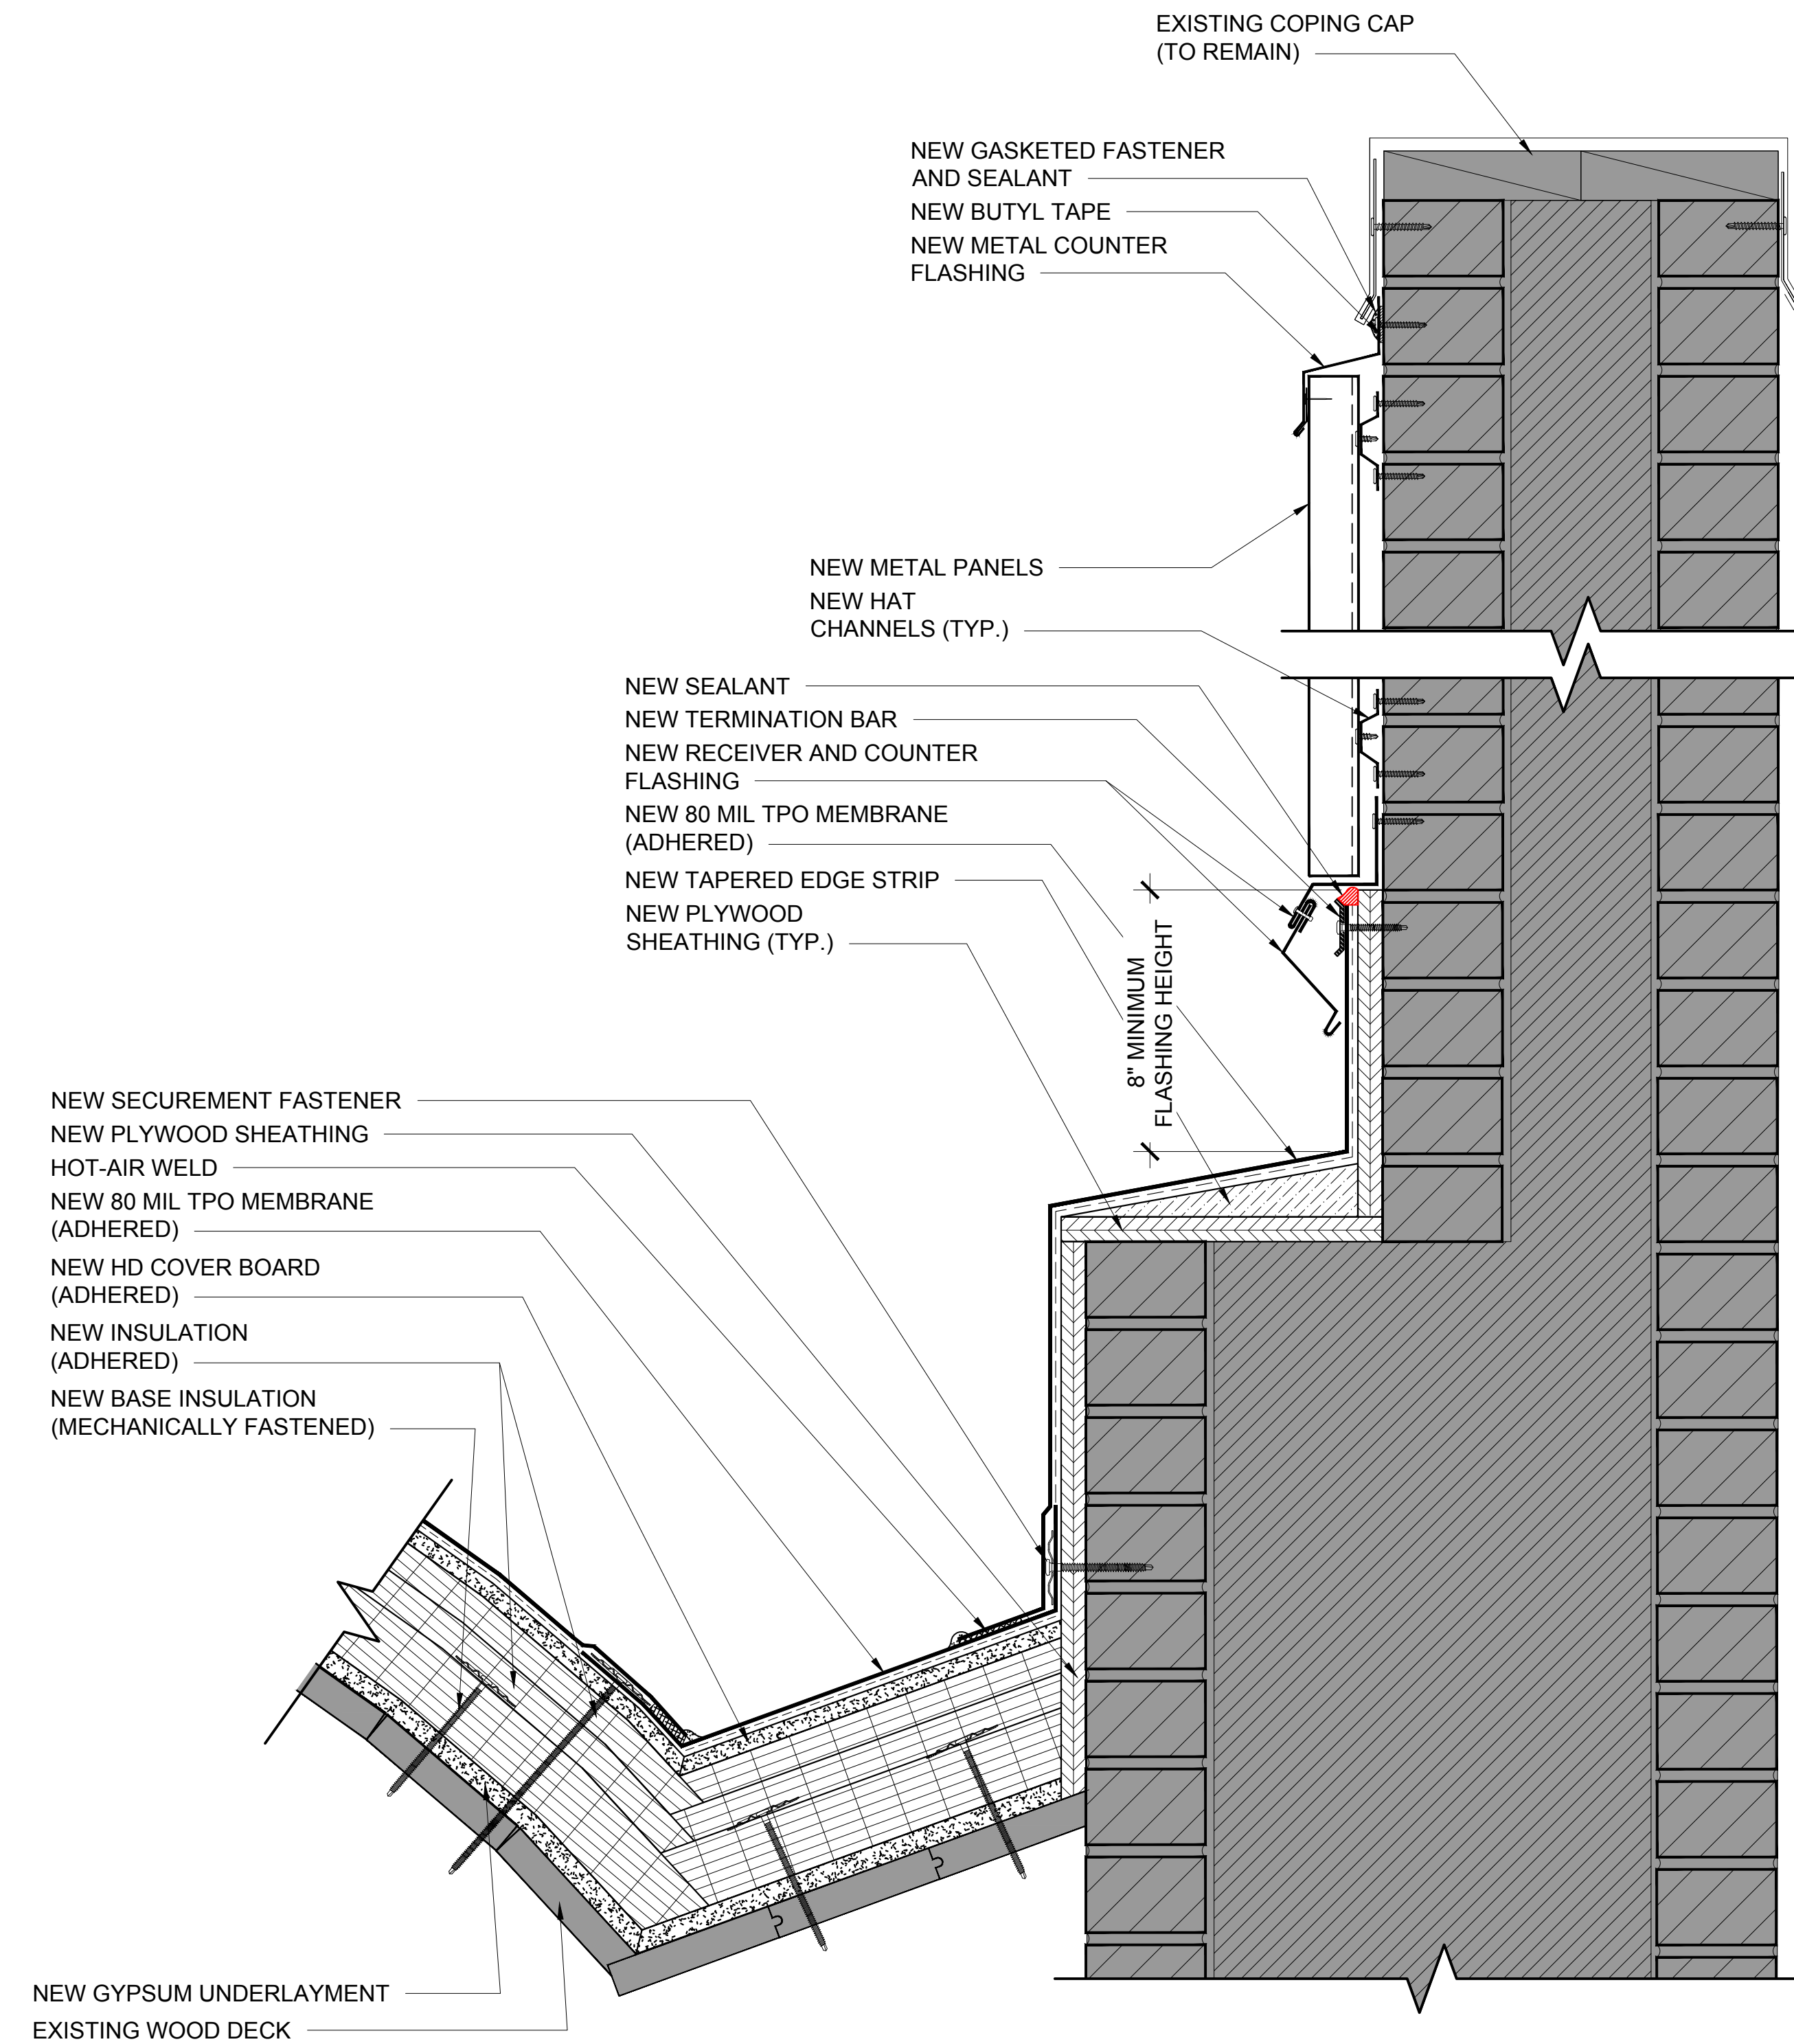 EXISTING COPING CAP
(TO REMAIN)
NEW GASKETED FASTENER
AND SEALANT
NEW BUTYL TAPE
NEW METAL COUNTER
FLASHING
NEW METAL PANELS
NEW HAT
CHANNELS (TYP.)
NEW SEALANT
NEW TERMINATION BAR
NEW RECEIVER AND COUNTER
FLASHING
NEW 80 MIL TPO MEMBRANE
(ADHERED)
NEW TAPERED EDGE STRIP
NEW PLYWOOD
SHEATHING (TYP.)
8" MINIMUM
FLASHING HEIGHT
NEW SECUREMENT FASTENER
NEW PLYWOOD SHEATHING
HOT-AIR WELD
NEW 80 MIL TPO MEMBRANE
(ADHERED)
NEW HD COVER BOARD
(ADHERED)
NEW INSULATION
(ADHERED)
NEW BASE INSULATION
(MECHANICALLY FASTENED)
NEW GYPSUM UNDERLAYMENT
EXISTING WOOD DECK